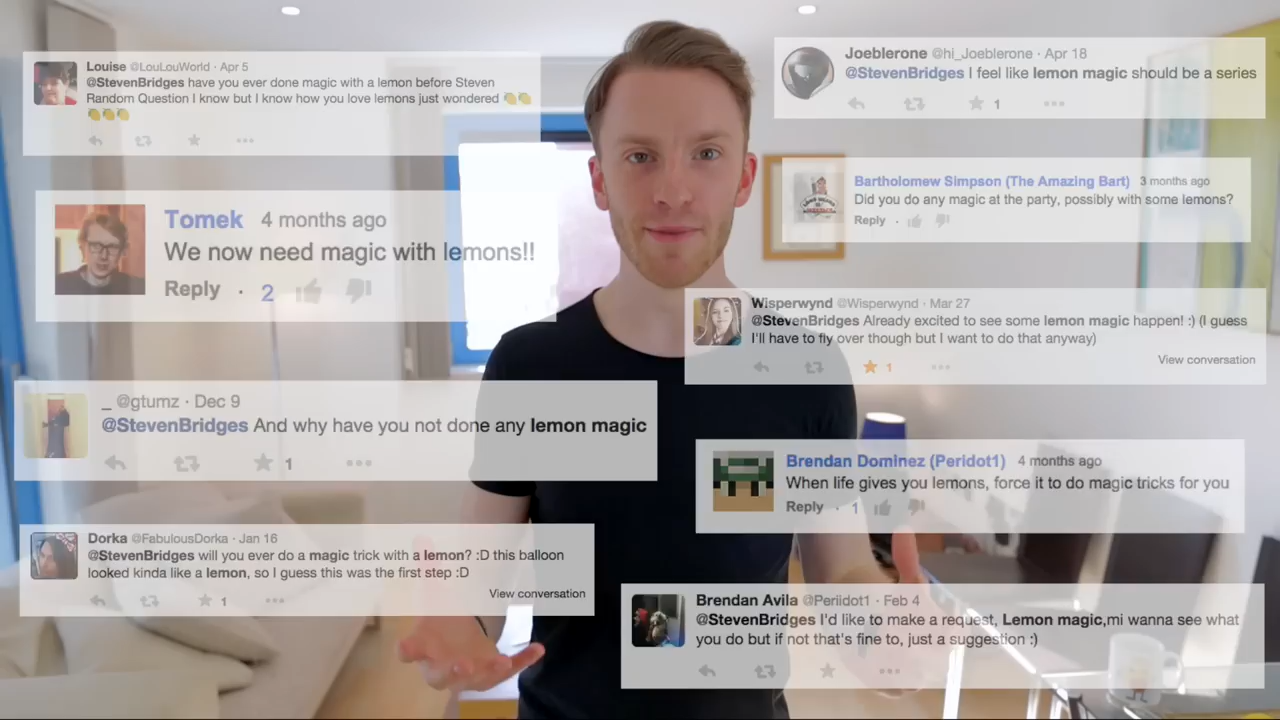 Louise @LouLouWorld · Apr 5
@StevenBridges have you ever done magic with a lemon before Steven
Random Question I know but I know how you love lemons just wondered 🍋🍋
🍋🍋🍋
Tomek 4 months ago
We now need magic with lemons!!
Reply · 2
_ @gtumz · Dec 9
@StevenBridges And why have you not done any lemon magic
1
Dorka @FabulousDorka · Jan 16
@StevenBridges will you ever do a magic trick with a lemon? :D this balloon
looked kinda like a lemon, so I guess this was the first step :D
View conversation
1
Joeblerone @hi_Joeblerone · Apr 18
@StevenBridges I feel like lemon magic should be a series
1
Bartholomew Simpson (The Amazing Bart) 3 months ago
Did you do any magic at the party, possibly with some lemons?
Reply ·
Wisperwynd @Wisperwynd · Mar 27
@StevenBridges Already excited to see some lemon magic happen! :) (I guess
I'll have to fly over though but I want to do that anyway)
View conversation
1
Brendan Dominez (Peridot1) 4 months ago
When life gives you lemons, force it to do magic tricks for you
Reply · 1
Brendan Avila @Periidot1 · Feb 4
@StevenBridges I'd like to make a request, Lemon magic,mi wanna see what
you do but if not that's fine to, just a suggestion :)